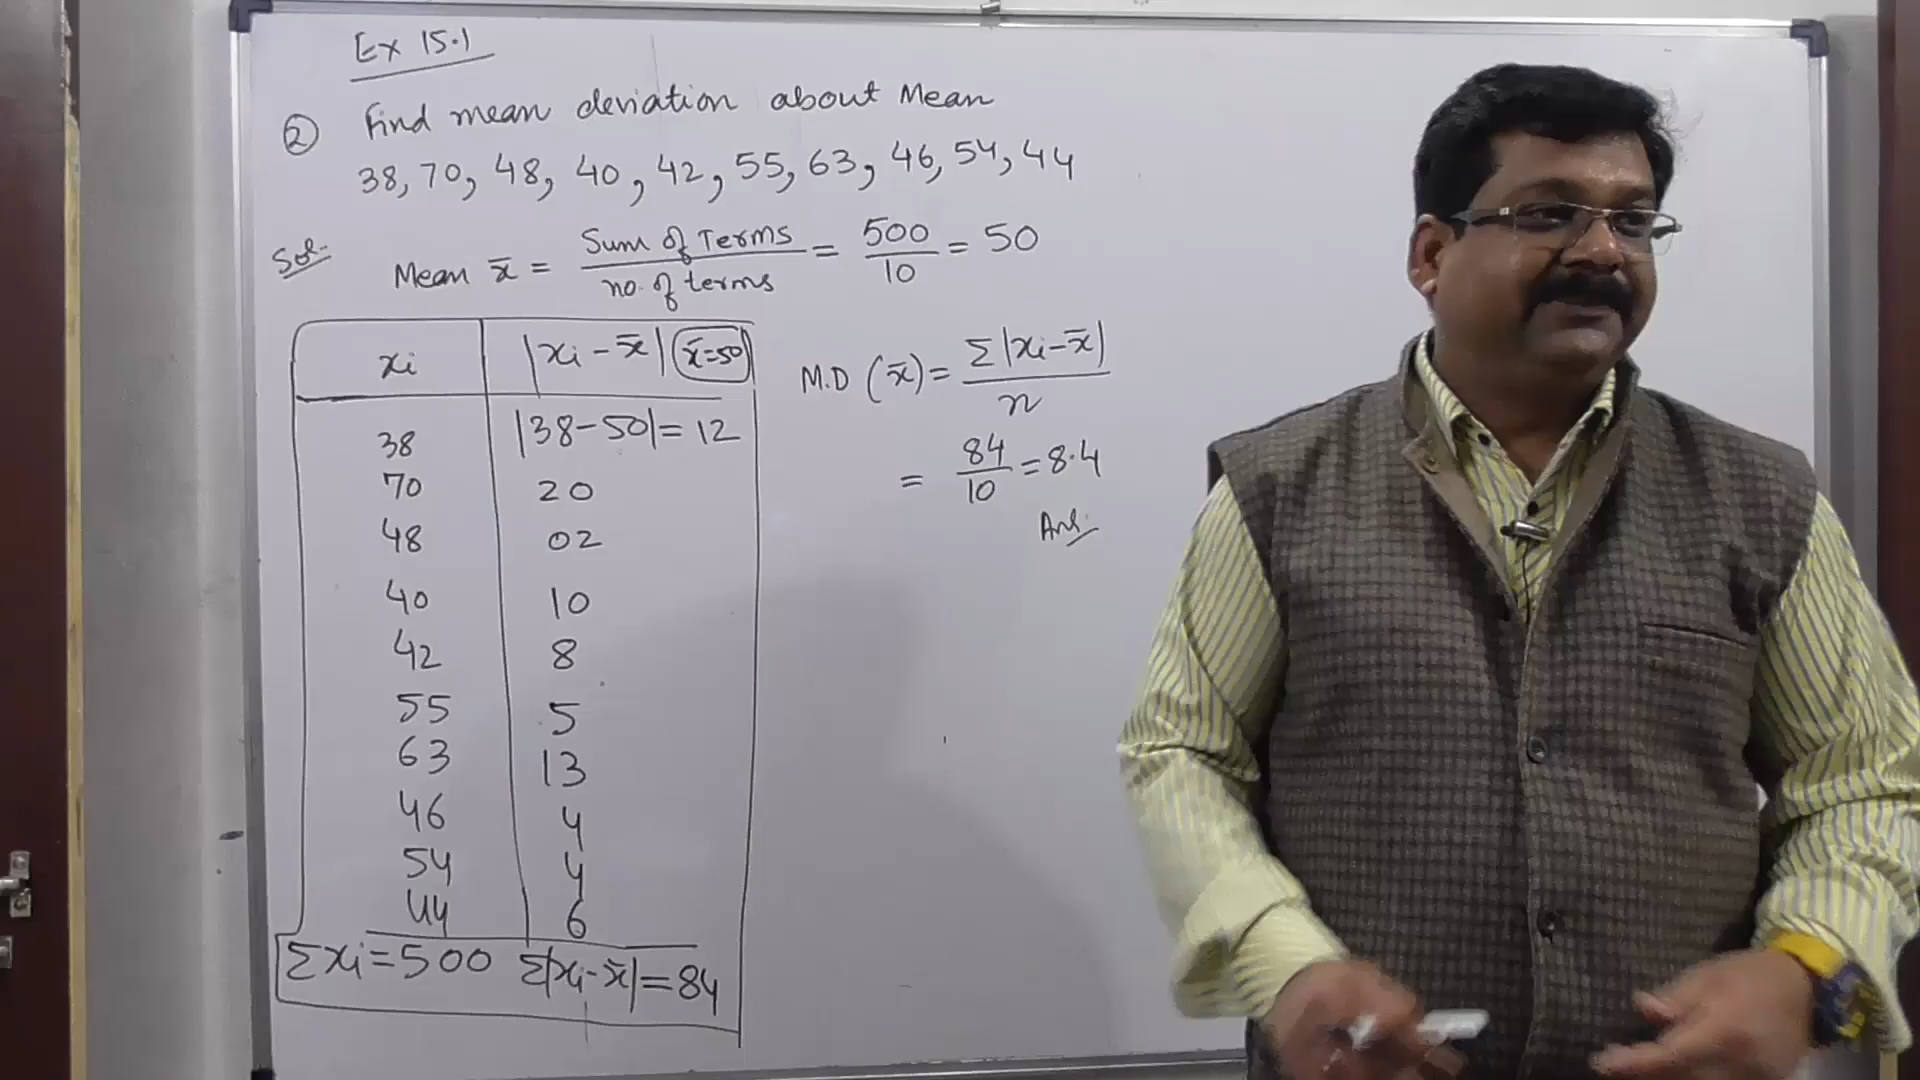 Ex 15.1
② Find mean deviation about Mean
38, 70, 48, 40, 42, 55, 63, 46, 54, 44
Sol. Mean x̄ = Sum of Terms / no. of terms = 500/10 = 50
xi |xi - x̄| x̄=50
38 |38-50|= 12
70 20
48 02
40 10
42 8
55 5
63 13
46 4
54 4
44 6
Σxi=500 Σ|xi-x̄|=84
M.D (x̄)= Σ|xi-x̄| / n
= 84/10 =8.4
Ans.